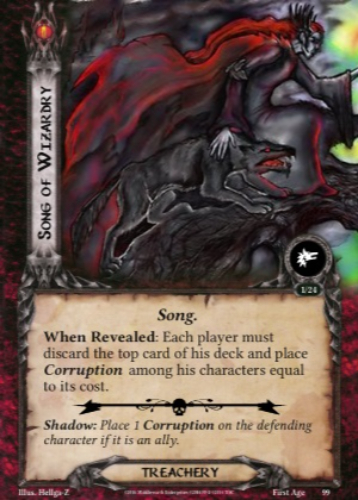 SONG OF WIZARDRY
1/24
Song.
When Revealed: Each player must
discard the top card of his deck and place
Corruption among his characters equal
to its cost.
Shadow: Place 1 Corruption on the defending
character if it is an ally.
TREACHERY
Illus. Hellga-Z
First Age
99